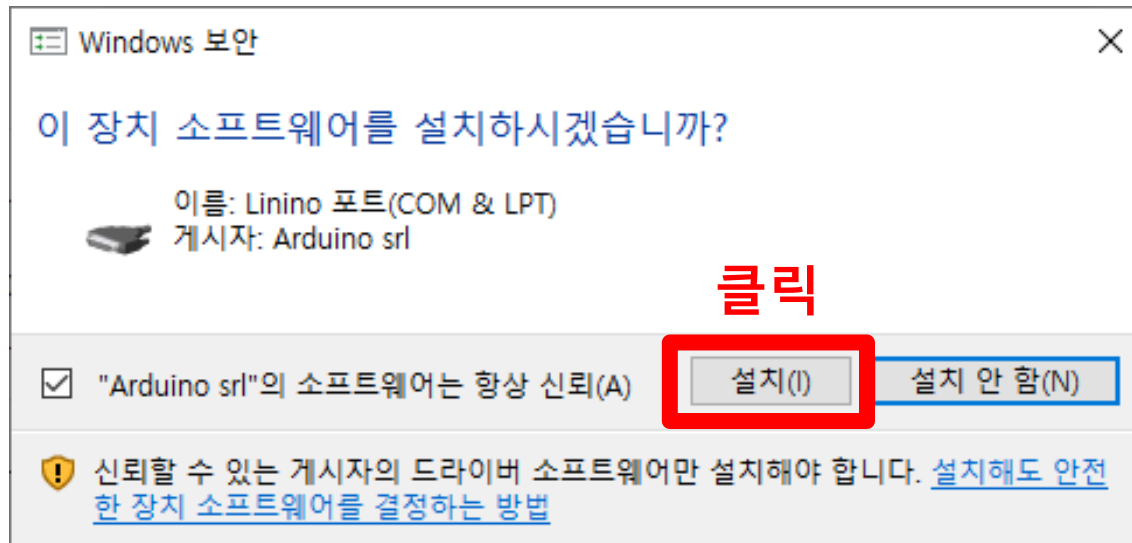 Windows 보안
이 장치 소프트웨어를 설치하시겠습니까?
이름: Linino 포트(COM & LPT)
게시자: Arduino srl
클릭
"Arduino srl"의 소프트웨어는 항상 신뢰(A)
설치(I)
설치 안 함(N)
신뢰할 수 있는 게시자의 드라이버 소프트웨어만 설치해야 합니다. 설치해도 안전
한 장치 소프트웨어를 결정하는 방법